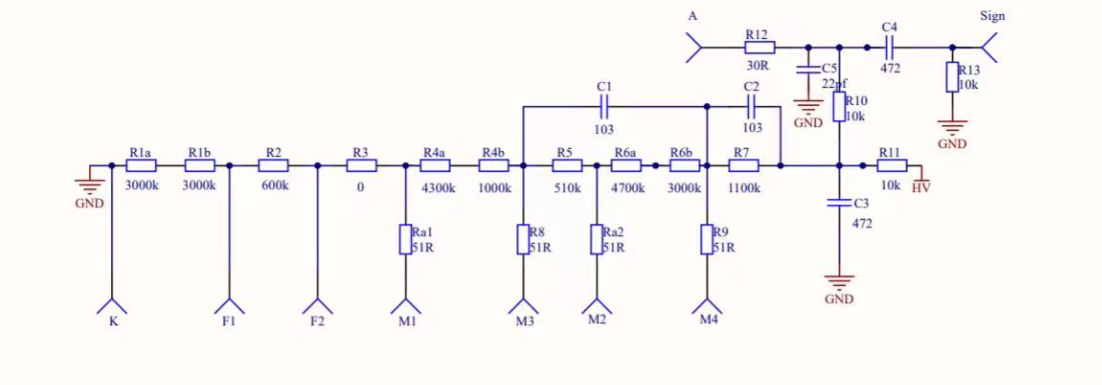 A
Sign
R12
C4
30R
C5
22pf
472
R13
10k
C1
C2
R10
10k
GND
103
103
GND
R1a
R1b
R2
R3
R4a
R4b
R5
R6a
R6b
R7
R11
3000k
3000k
600k
0
4300k
1000k
510k
4700k
3000k
1100k
10k
HV
GND
C3
472
Ra1
51R
R8
51R
Ra2
51R
R9
51R
GND
K
F1
F2
M1
M3
M2
M4